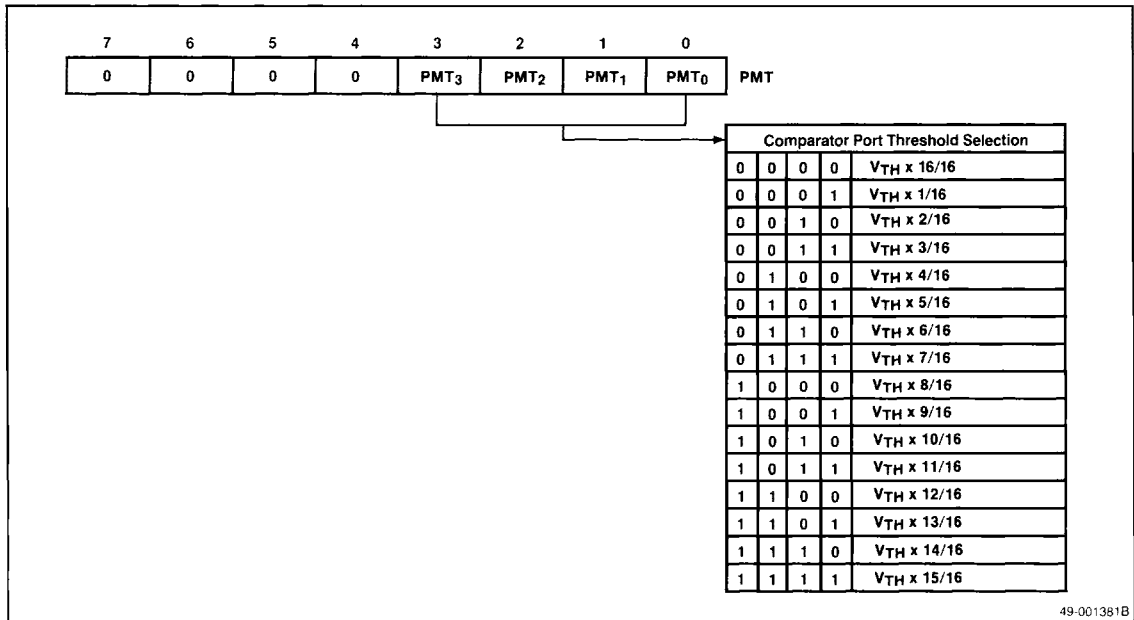 7 6 5 4 3 2 1 0
0 0 0 0 PMT3 PMT2 PMT1 PMT0 PMT
Comparator Port Threshold Selection
0 0 0 0 VTH x 16/16
0 0 0 1 VTH x 1/16
0 0 1 0 VTH x 2/16
0 0 1 1 VTH x 3/16
0 1 0 0 VTH x 4/16
0 1 0 1 VTH x 5/16
0 1 1 0 VTH x 6/16
0 1 1 1 VTH x 7/16
1 0 0 0 VTH x 8/16
1 0 0 1 VTH x 9/16
1 0 1 0 VTH x 10/16
1 0 1 1 VTH x 11/16
1 1 0 0 VTH x 12/16
1 1 0 1 VTH x 13/16
1 1 1 0 VTH x 14/16
1 1 1 1 VTH x 15/16
49-001381B